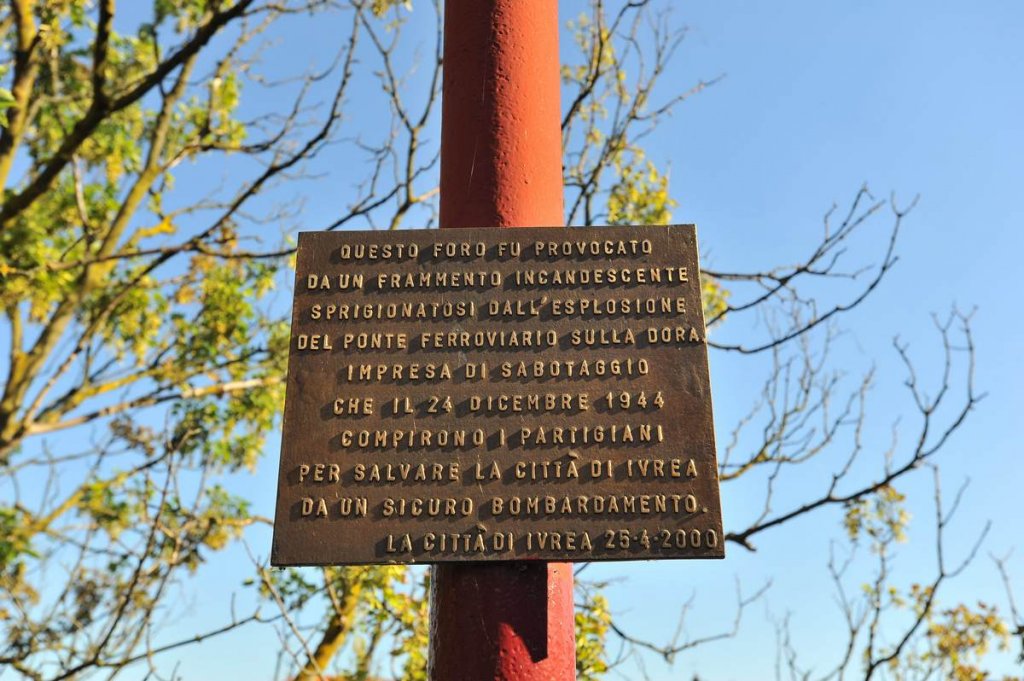 QUESTO FORO FU PROVOCATO
DA UN FRAMMENTO INCANDESCENTE
SPRIGIONATOSI DALL'ESPLOSIONE
DEL PONTE FERROVIARIO SULLA DORA.
IMPRESA DI SABOTAGGIO
CHE IL 24 DICEMBRE 1944
COMPIRONO I PARTIGIANI
PER SALVARE LA CITTÀ DI IVREA
DA UN SICURO BOMBARDAMENTO.
LA CITTÀ DI IVREA 25-4-2000